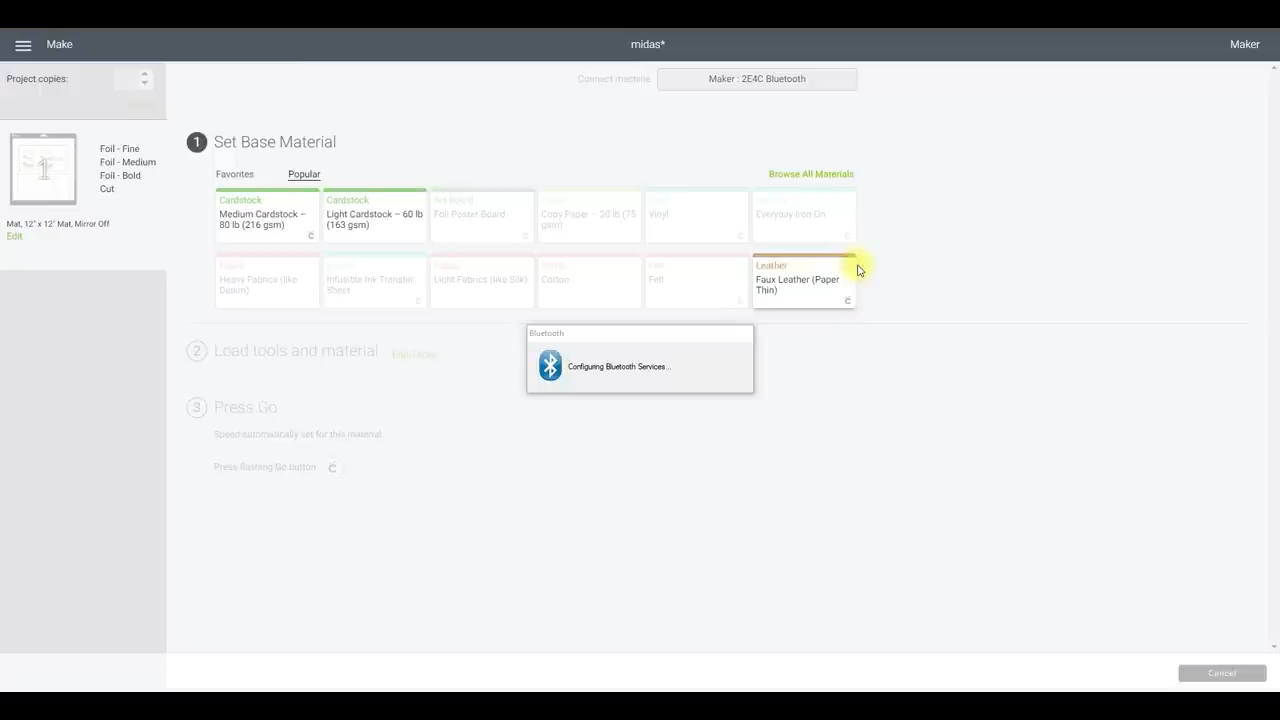 Make
midas*
Maker
Project copies:
Connect machine
Maker : 2E4C Bluetooth
Foil - Fine
Foil - Medium
Foil - Bold
Cut
Mat, 12" x 12" Mat, Mirror Off
Edit
1 Set Base Material
Favorites
Popular
Browse All Materials
Cardstock
Medium Cardstock –
80 lb (216 gsm)
Cardstock
Light Cardstock – 60 lb
(163 gsm)
Art Board
Foil Poster Board
Copy Paper – 20 lb (75
gsm)
Vinyl
Everyday Iron On
Heavy Fabrics (like
Denim)
Infusible Ink Transfer
Sheet
Light Fabrics (like Silk)
Cotton
Felt
Leather
Faux Leather (Paper
Thin)
Bluetooth
Configuring Bluetooth Services...
2 Load tools and material
Edit Tools
3 Press Go
Speed automatically set for this material
Press flashing Go button
Cancel